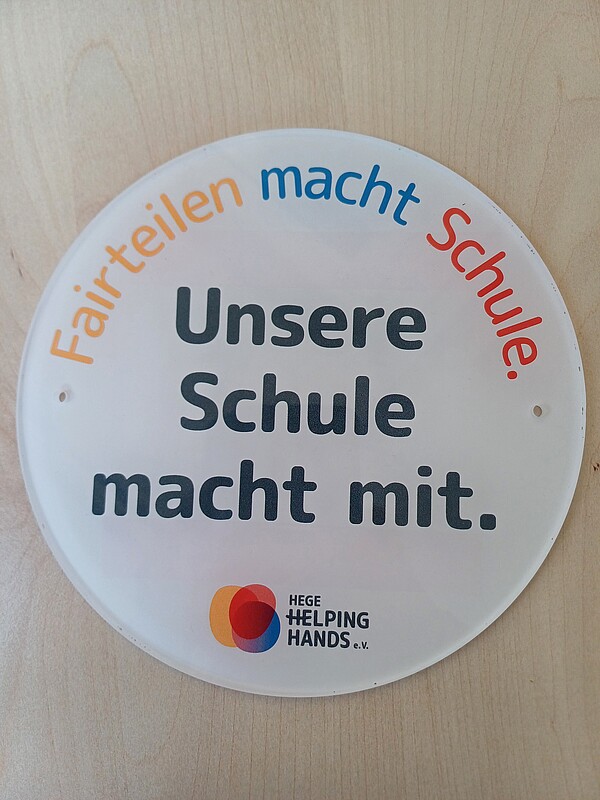 Fairteilen macht Schule.
Unsere
Schule
macht mit.
HEGE
HELPING
HANDS e.V.